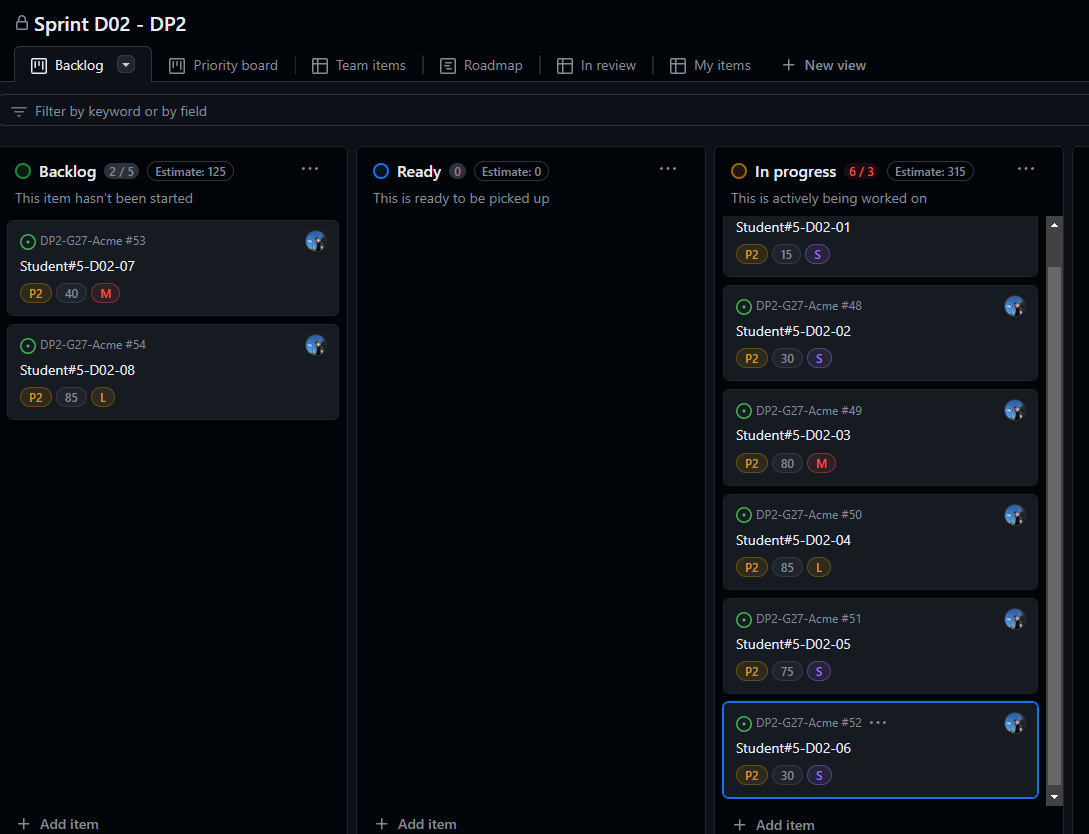 Sprint D02 - DP2
Backlog
Priority board
Team items
Roadmap
In review
My items
New view
Filter by keyword or by field
Backlog 2 / 5 Estimate: 125
This item hasn't been started
DP2-G27-Acme #53
Student#5-D02-07
P2 40 M
DP2-G27-Acme #54
Student#5-D02-08
P2 85 L
Add item
Ready 0 Estimate: 0
This is ready to be picked up
Add item
In progress 6 / 3 Estimate: 315
This is actively being worked on
Student#5-D02-01
P2 15 S
DP2-G27-Acme #48
Student#5-D02-02
P2 30 S
DP2-G27-Acme #49
Student#5-D02-03
P2 80 M
DP2-G27-Acme #50
Student#5-D02-04
P2 85 L
DP2-G27-Acme #51
Student#5-D02-05
P2 75 S
DP2-G27-Acme #52
Student#5-D02-06
P2 30 S
Add item